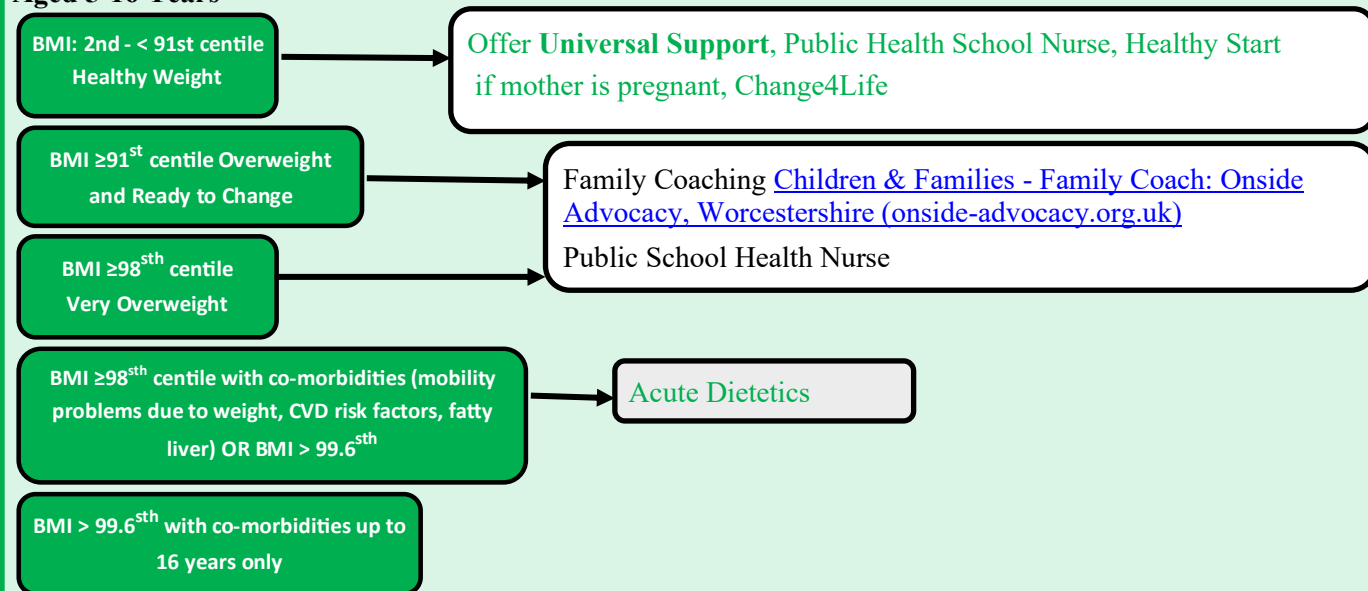 BMI: 2nd - < 91st centile
Healthy Weight
Offer Universal Support, Public Health School Nurse, Healthy Start
if mother is pregnant, Change4Life
BMI ≥91st centile Overweight
and Ready to Change
Family Coaching Children & Families - Family Coach: Onside
Advocacy, Worcestershire (onside-advocacy.org.uk)
Public School Health Nurse
BMI ≥98sth centile
Very Overweight
BMI ≥98sth centile with co-morbidities (mobility
problems due to weight, CVD risk factors, fatty
liver) OR BMI > 99.6sth
Acute Dietetics
BMI > 99.6sth with co-morbidities up to
16 years only